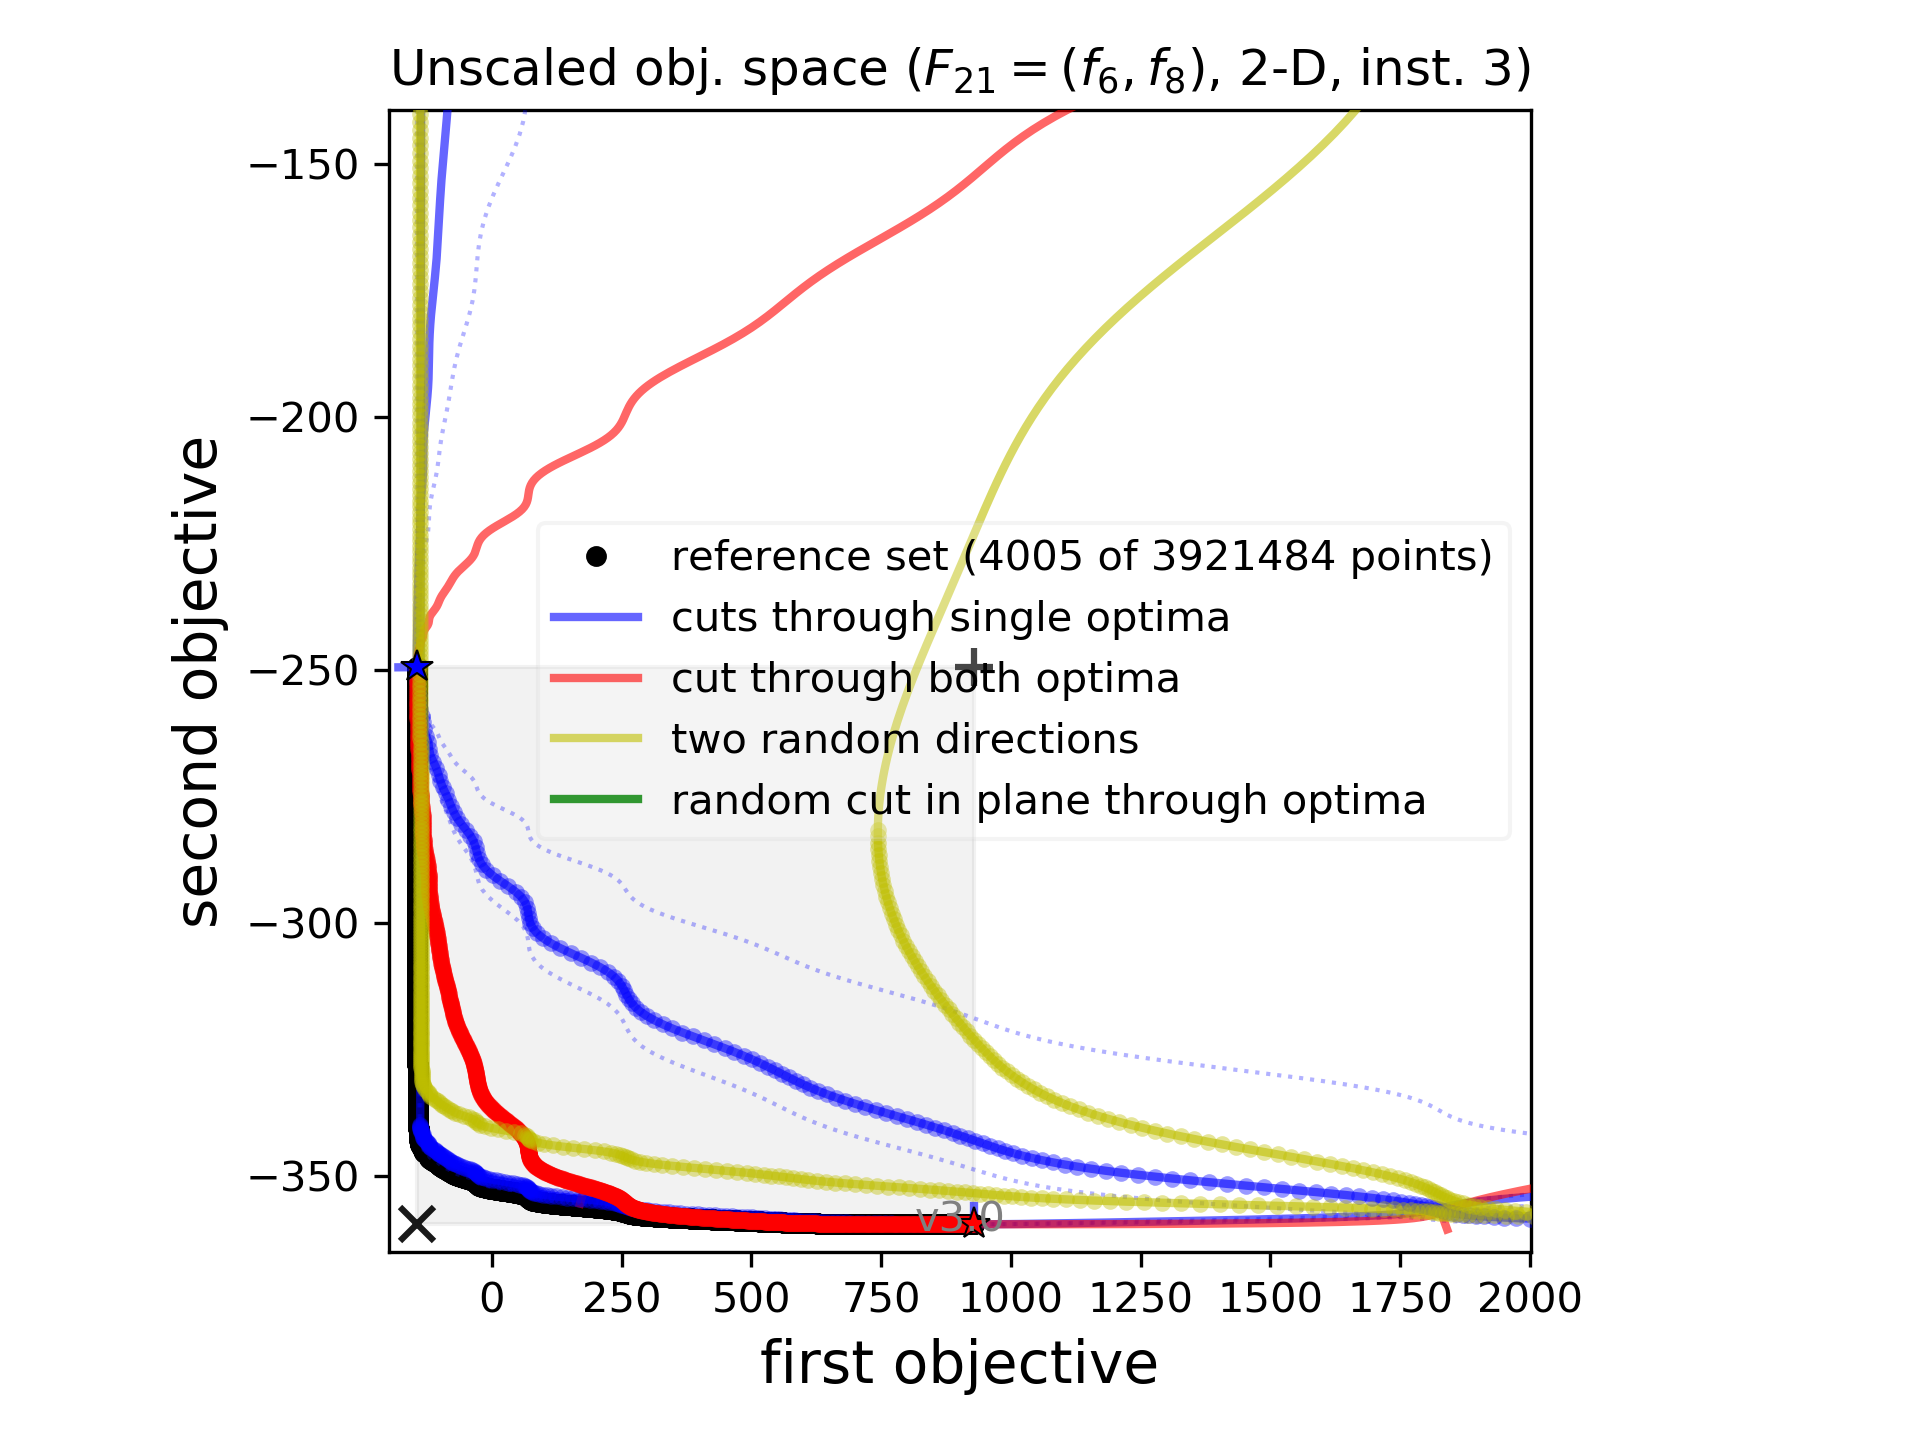 Unscaled obj. space (F₂₁ = (f₆, f₈), 2-D, inst. 3)
second objective
−150
−200
−250
−300
−350
reference set (4005 of 3921484 points)
cuts through single optima
cut through both optima
two random directions
random cut in plane through optima
v3.0
0 250 500 750 1000 1250 1500 1750 2000
first objective